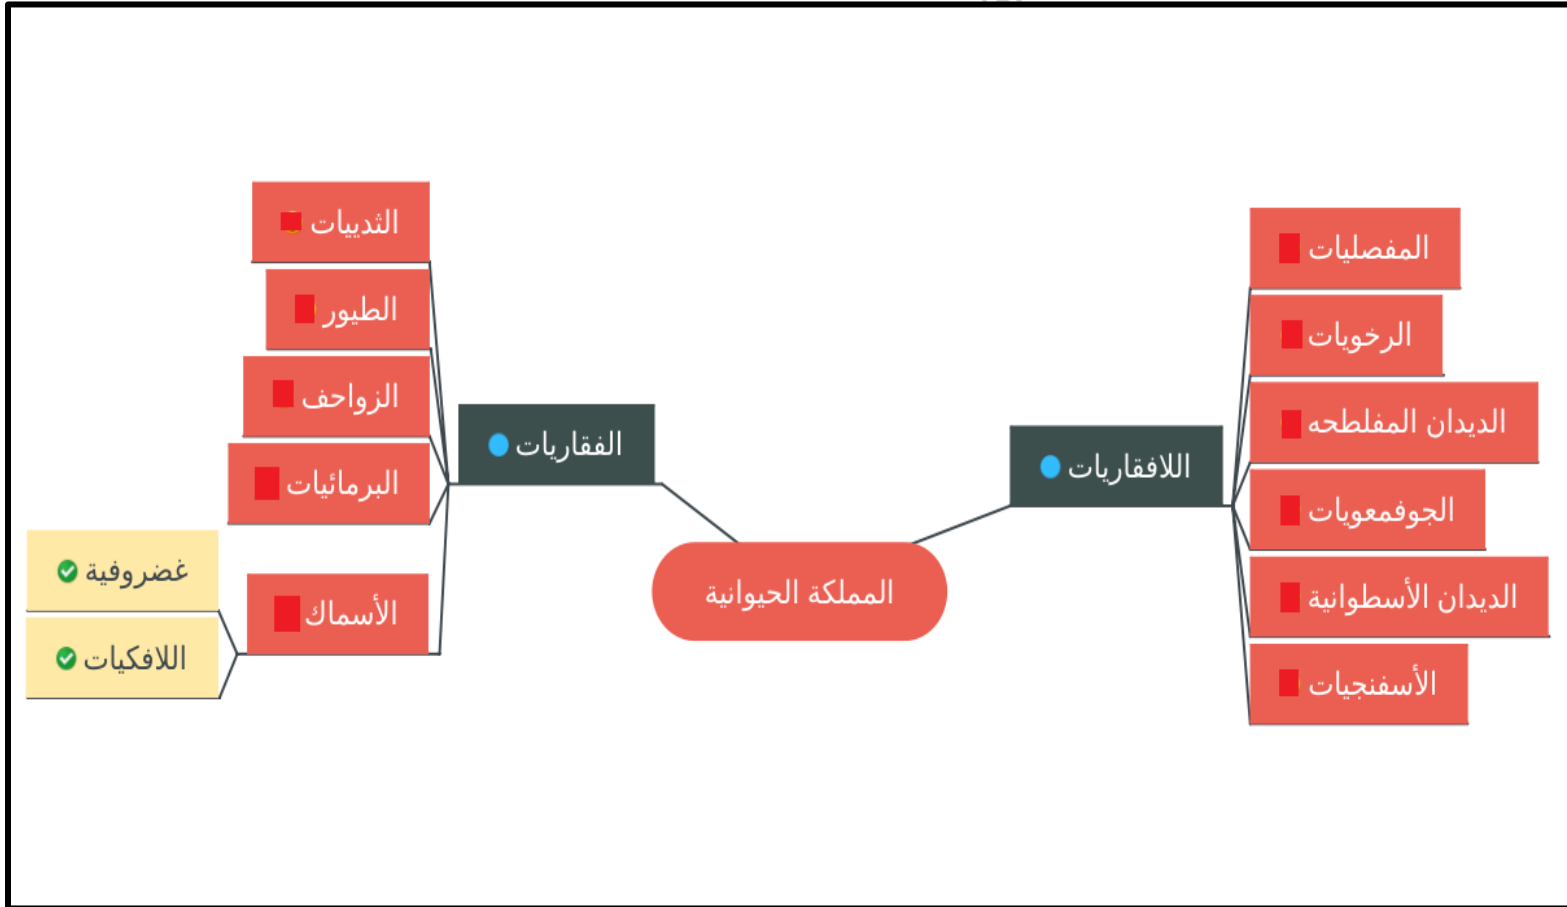 المملكة الحيوانية
اللافقاريات
المفصليات
الرخويات
الديدان المفلطحه
الجوفمعويات
الديدان الأسطوانية
الأسفنجيات
الفقاريات
الثدييات
الطيور
الزواحف
البرمائيات
الأسماك
غضروفية
اللافكيات